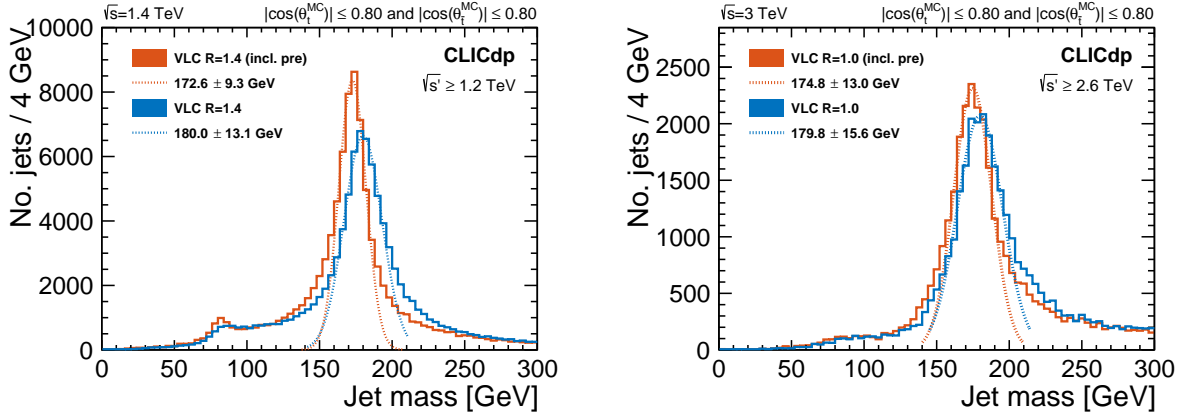 √s=1.4 TeV |cos(θ_t^MC)| ≤ 0.80 and |cos(θ_t̄^MC)| ≤ 0.80
No. jets / 4 GeV
10000
8000
6000
4000
2000
0
VLC R=1.4 (incl. pre)
172.6 ± 9.3 GeV
VLC R=1.4
180.0 ± 13.1 GeV
CLICdp
√s' ≥ 1.2 TeV
0 50 100 150 200 250 300
Jet mass [GeV]
√s=3 TeV |cos(θ_t^MC)| ≤ 0.80 and |cos(θ_t̄^MC)| ≤ 0.80
No. jets / 4 GeV
2500
2000
1500
1000
500
0
VLC R=1.0 (incl. pre)
174.8 ± 13.0 GeV
VLC R=1.0
179.8 ± 15.6 GeV
CLICdp
√s' ≥ 2.6 TeV
0 50 100 150 200 250 300
Jet mass [GeV]